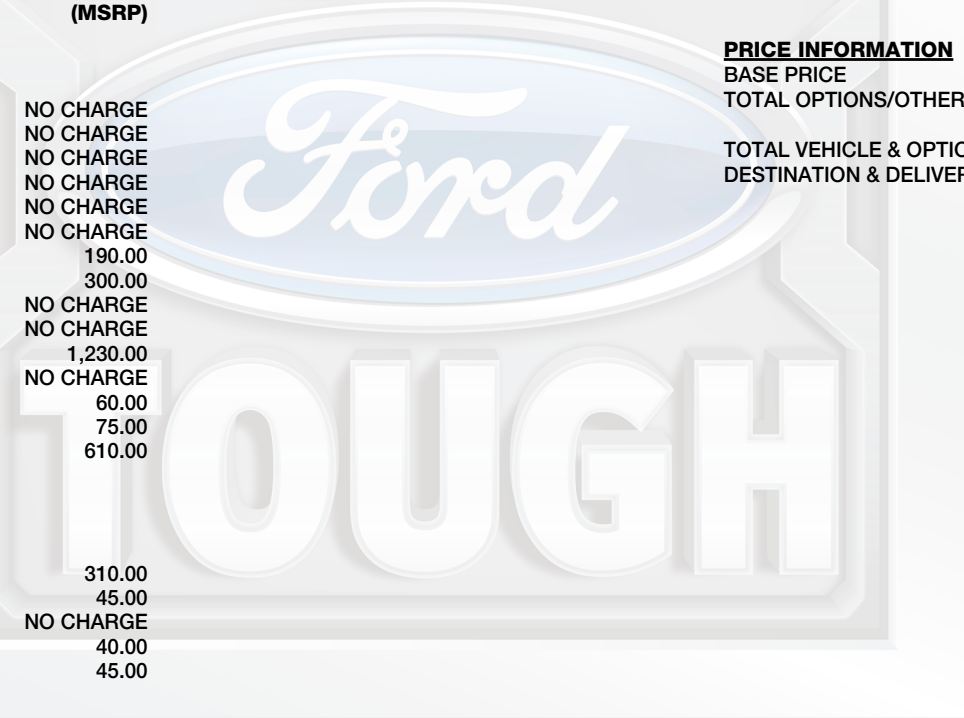 (MSRP)
NO CHARGE
NO CHARGE
NO CHARGE
NO CHARGE
NO CHARGE
NO CHARGE
190.00
300.00
NO CHARGE
NO CHARGE
1,230.00
NO CHARGE
60.00
75.00
610.00
310.00
45.00
NO CHARGE
40.00
45.00
PRICE INFORMATION
BASE PRICE
TOTAL OPTIONS/OTHER
TOTAL VEHICLE & OPTIO
DESTINATION & DELIVER
Ford
TOUGH